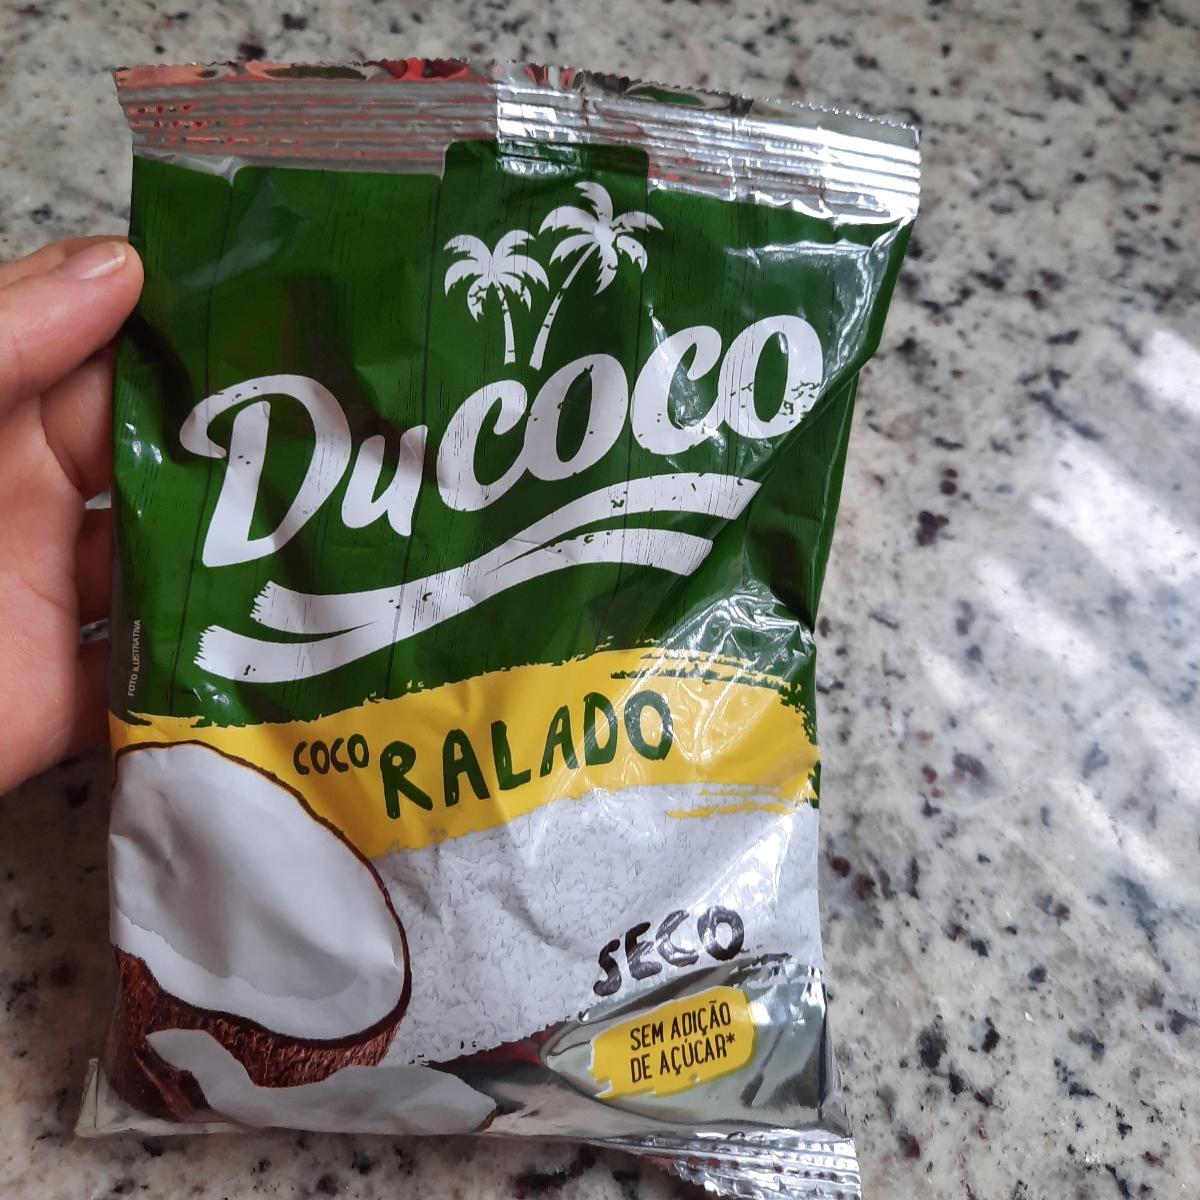 Ducoco
FOTO ILUSTRATIVA
COCO RALADO
SECO
SEM ADIÇÃO
DE AÇÚCAR*